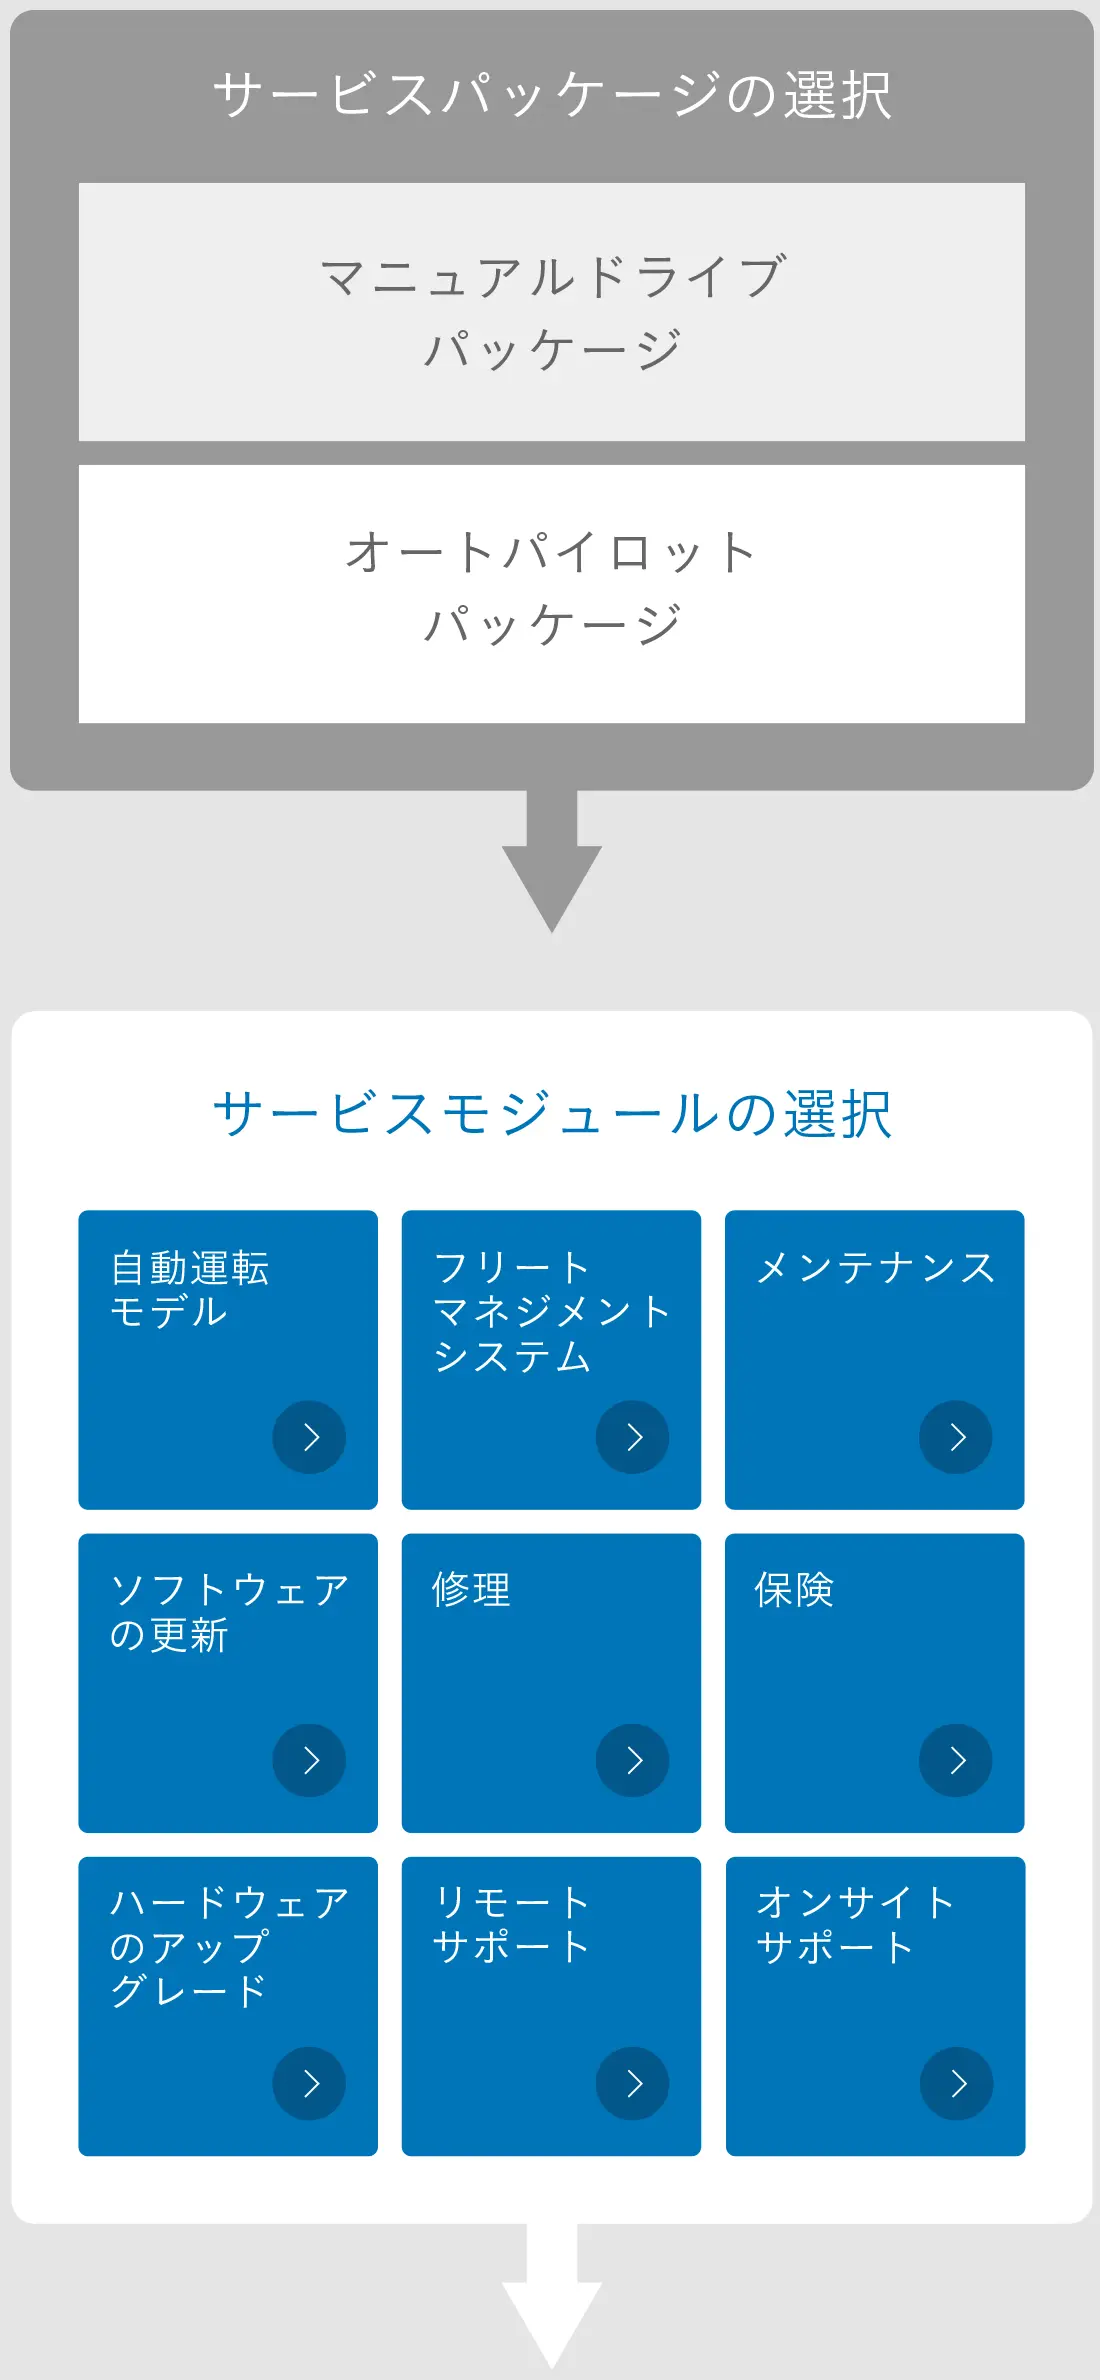 サービスパッケージの選択
マニュアルドライブ
パッケージ
オートパイロット
パッケージ
サービスモジュールの選択
自動運転
モデル
フリート
マネジメント
システム
メンテナンス
ソフトウェア
の更新
修理
保険
ハードウェア
のアップ
グレード
リモート
サポート
オンサイト
サポート